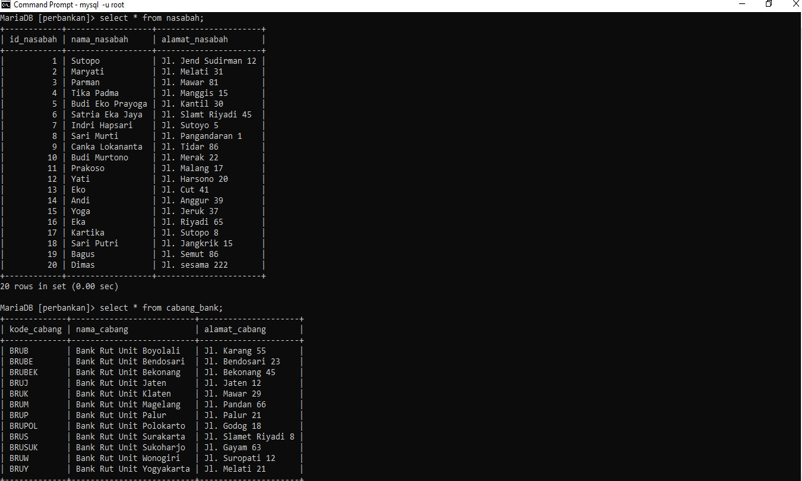 Command Prompt - mysql -u root
MariaDB [perbankan]> select * from nasabah;
+------------+------------------+-----------------------+
| id_nasabah | nama_nasabah     | alamat_nasabah        |
+------------+------------------+-----------------------+
|          1 | Sutopo           | Jl. Jend Sudirman 12  |
|          2 | Maryati          | Jl. Melati 31         |
|          3 | Parman           | Jl. Mawar 81          |
|          4 | Tika Padma       | Jl. Manggis 15        |
|          5 | Budi Eko Prayoga | Jl. Kantil 30         |
|          6 | Satria Eka Jaya  | Jl. Slamt Riyadi 45   |
|          7 | Indri Hapsari    | Jl. Sutoyo 5          |
|          8 | Sari Murti       | Jl. Pangandaran 1     |
|          9 | Canka Lokananta  | Jl. Tidar 86          |
|         10 | Budi Murtono     | Jl. Merak 22          |
|         11 | Prakoso          | Jl. Malang 17         |
|         12 | Yati             | Jl. Harsono 20        |
|         13 | Eko              | Jl. Cut 41            |
|         14 | Andi             | Jl. Anggur 39         |
|         15 | Yoga             | Jl. Jeruk 37          |
|         16 | Eka              | Jl. Riyadi 65         |
|         17 | Kartika          | Jl. Sutopo 8          |
|         18 | Sari Putri       | Jl. Jangkrik 15       |
|         19 | Bagus            | Jl. Semut 86          |
|         20 | Dimas            | Jl. sesama 222        |
+------------+------------------+-----------------------+
20 rows in set (0.00 sec)
MariaDB [perbankan]> select * from cabang_bank;
+-------------+--------------------------+----------------------+
| kode_cabang | nama_cabang              | alamat_cabang        |
+-------------+--------------------------+----------------------+
| BRUB        | Bank Rut Unit Boyolali   | Jl. Karang 55        |
| BRUBE       | Bank Rut Unit Bendosari  | Jl. Bendosari 23     |
| BRUBEK      | Bank Rut Unit Bekonang   | Jl. Bekonang 45      |
| BRUJ        | Bank Rut Unit Jaten      | Jl. Jaten 12         |
| BRUK        | Bank Rut Unit Klaten     | Jl. Mawar 29         |
| BRUM        | Bank Rut Unit Magelang   | Jl. Pandan 66        |
| BRUP        | Bank Rut Unit Palur      | Jl. Palur 21         |
| BRUPOL      | Bank Rut Unit Polokarto  | Jl. Godog 18         |
| BRUS        | Bank Rut Unit Surakarta  | Jl. Slamet Riyadi 8  |
| BRUSUK      | Bank Rut Unit Sukoharjo  | Jl. Gayam 63         |
| BRUW        | Bank Rut Unit Wonogiri   | Jl. Suropati 12      |
| BRUY        | Bank Rut Unit Yogyakarta | Jl. Melati 21        |
+-------------+--------------------------+----------------------+